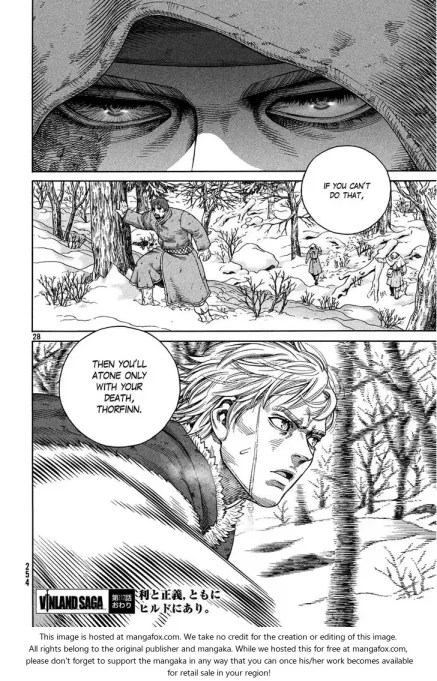 IF YOU CAN'T
DO THAT,
28
THEN YOU'LL
ATONE ONLY
WITH YOUR
DEATH,
THORFINN.
254
VINLAND SAGA
おわり
利と正義、ともに
ヒルドにあり。
This image is hosted at mangafox.com. We take no credit for the creation or editing of this image.
All rights belong to the original publisher and mangaka. While we hosted this for free at mangafox.com,
please don't forget to support the mangaka in any way that you can once his/her work becomes available
for retail sale in your region!